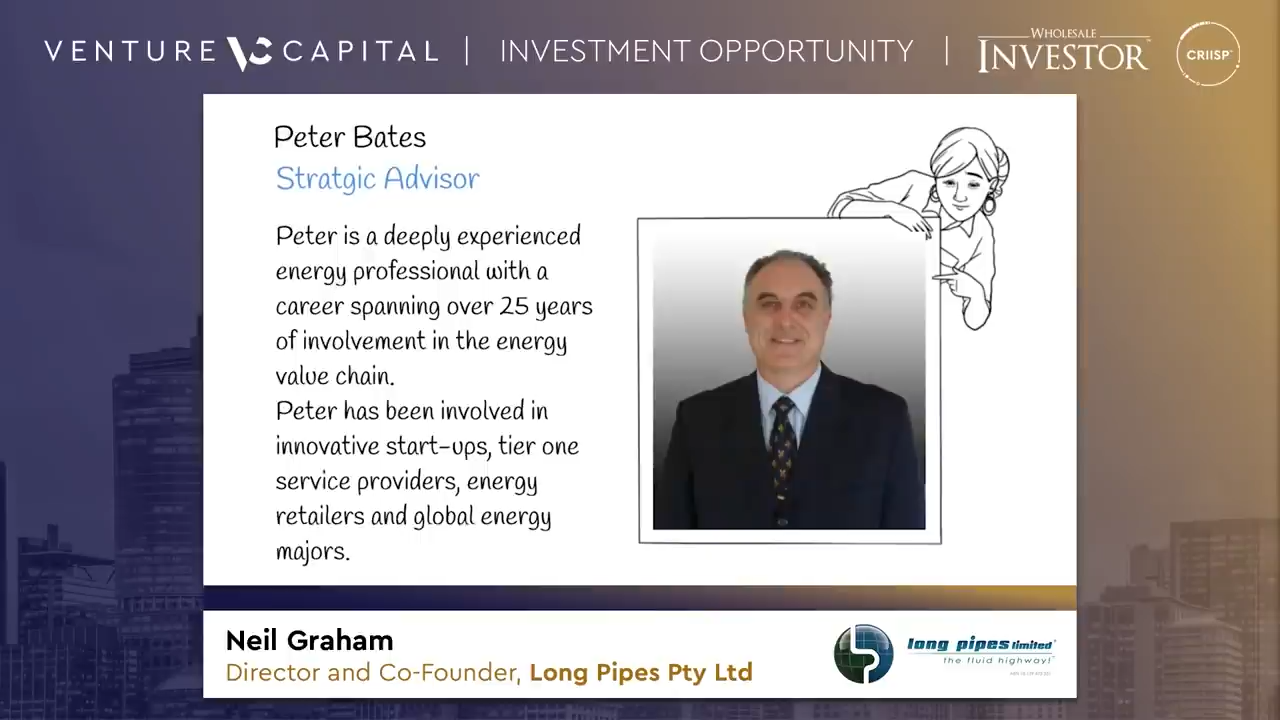 VENTURE VC CAPITAL | INVESTMENT OPPORTUNITY | WHOLESALE INVESTOR™ CRIISP™
Peter Bates
Stratgic Advisor
Peter is a deeply experienced
energy professional with a
career spanning over 25 years
of involvement in the energy
value chain.
Peter has been involved in
innovative start-ups, tier one
service providers, energy
retailers and global energy
majors.
Neil Graham
Director and Co-Founder, Long Pipes Pty Ltd
long pipes limited
the fluid highway!